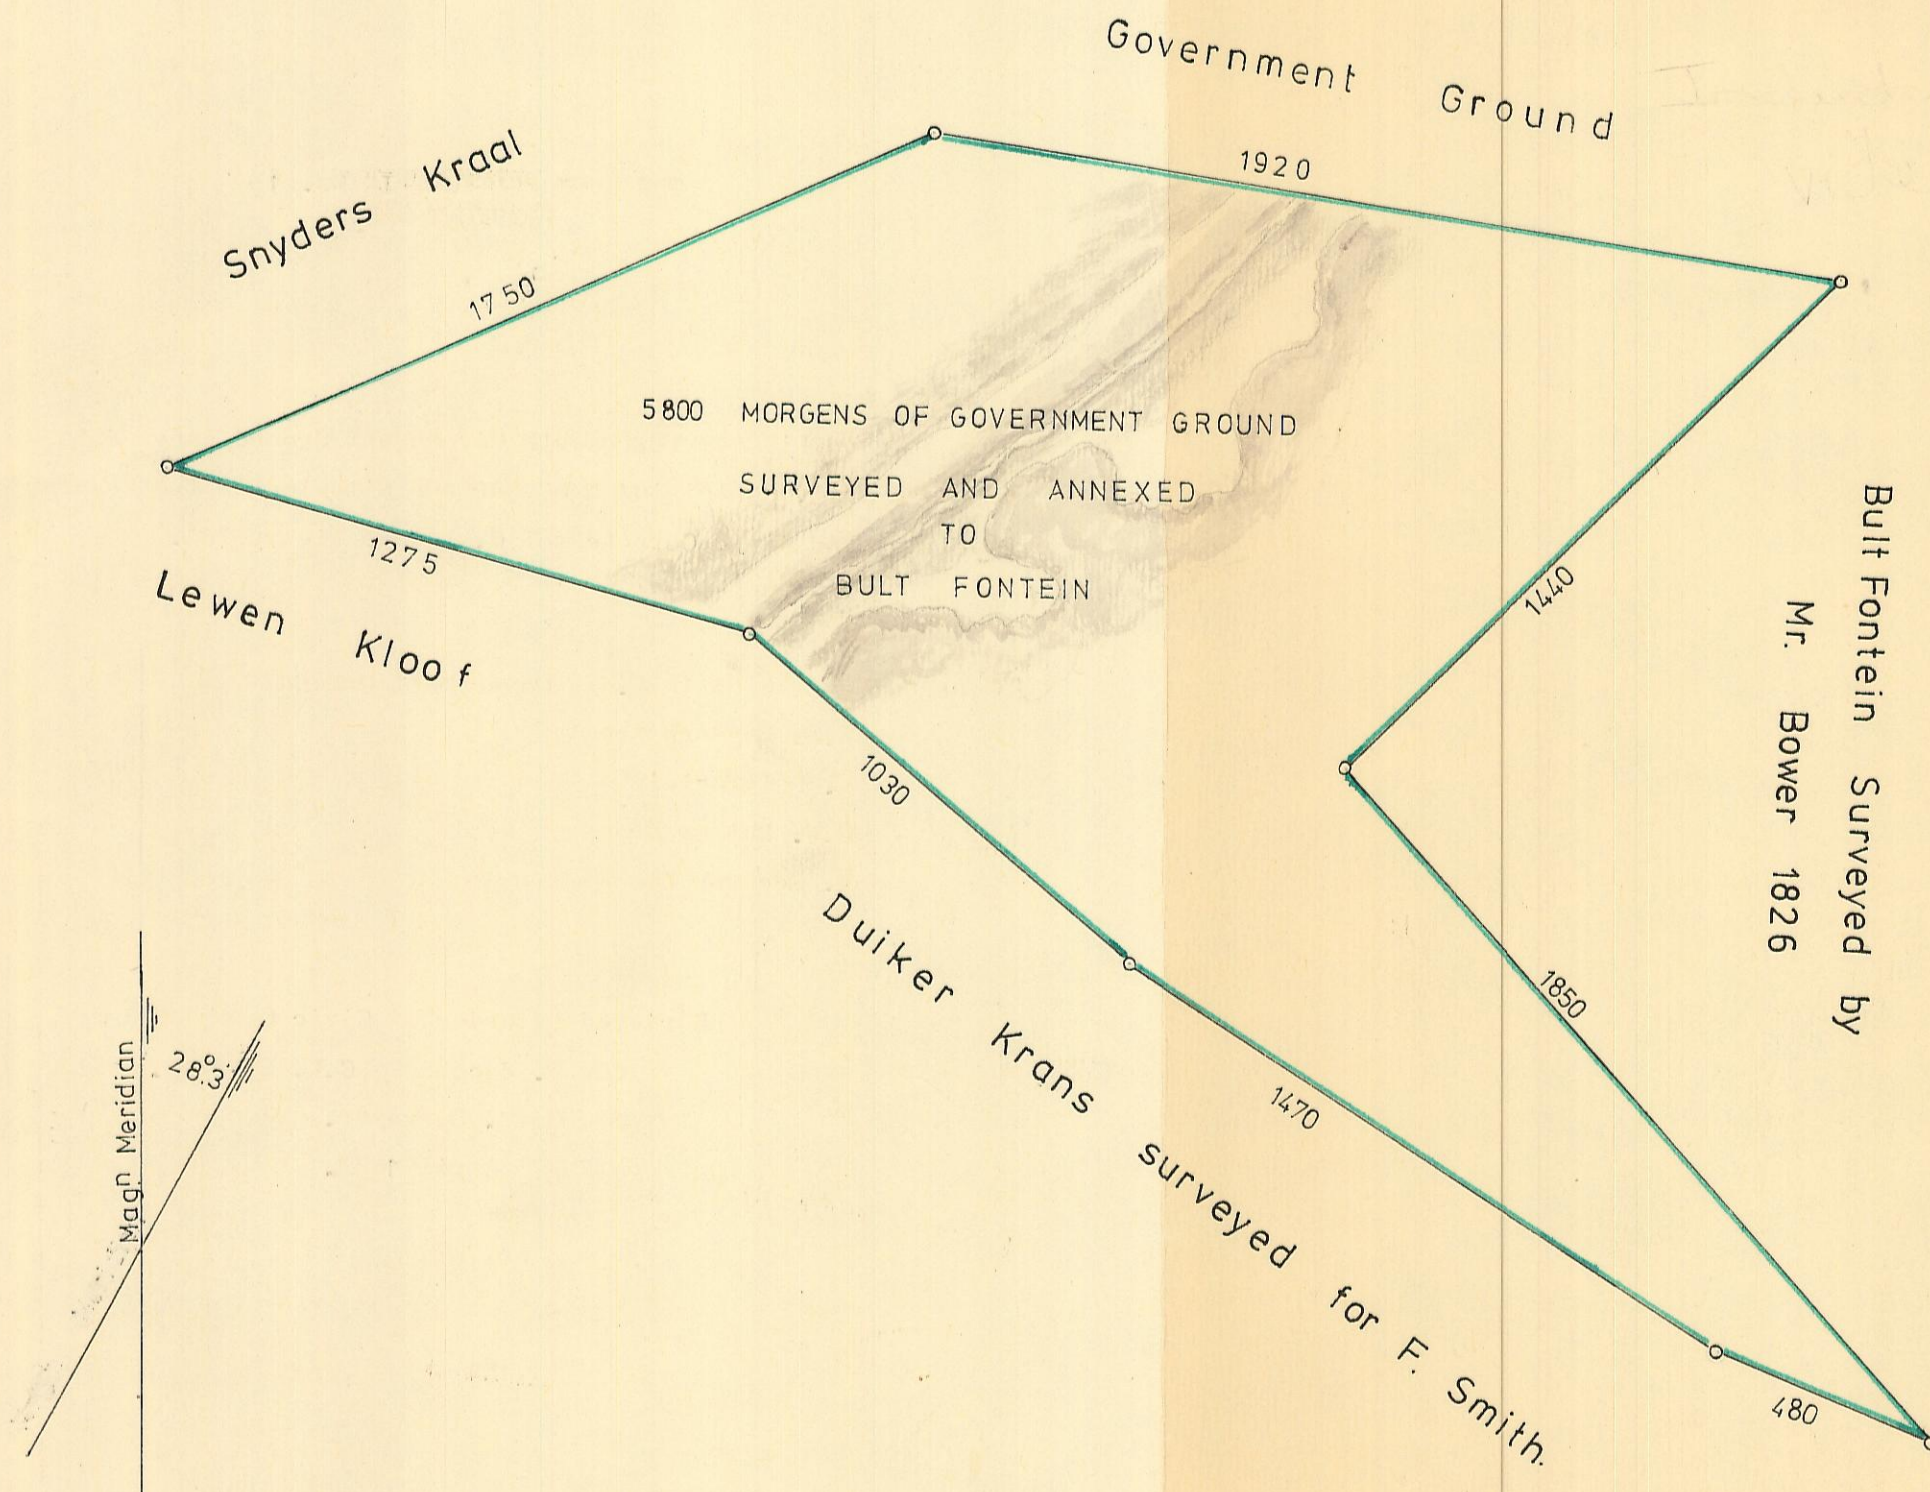 Government Ground
1920
Snyders Kraal
1750
5800 MORGENS OF GOVERNMENT GROUND
SURVEYED AND ANNEXED
TO
BULT FONTEIN
1275
Lewen Kloof
1440
Bult Fontein Surveyed by
Mr. Bower 1826
1030
1850
Duiker Krans surveyed for F. Smith.
1470
480
Magn. Meridian
28°.3'